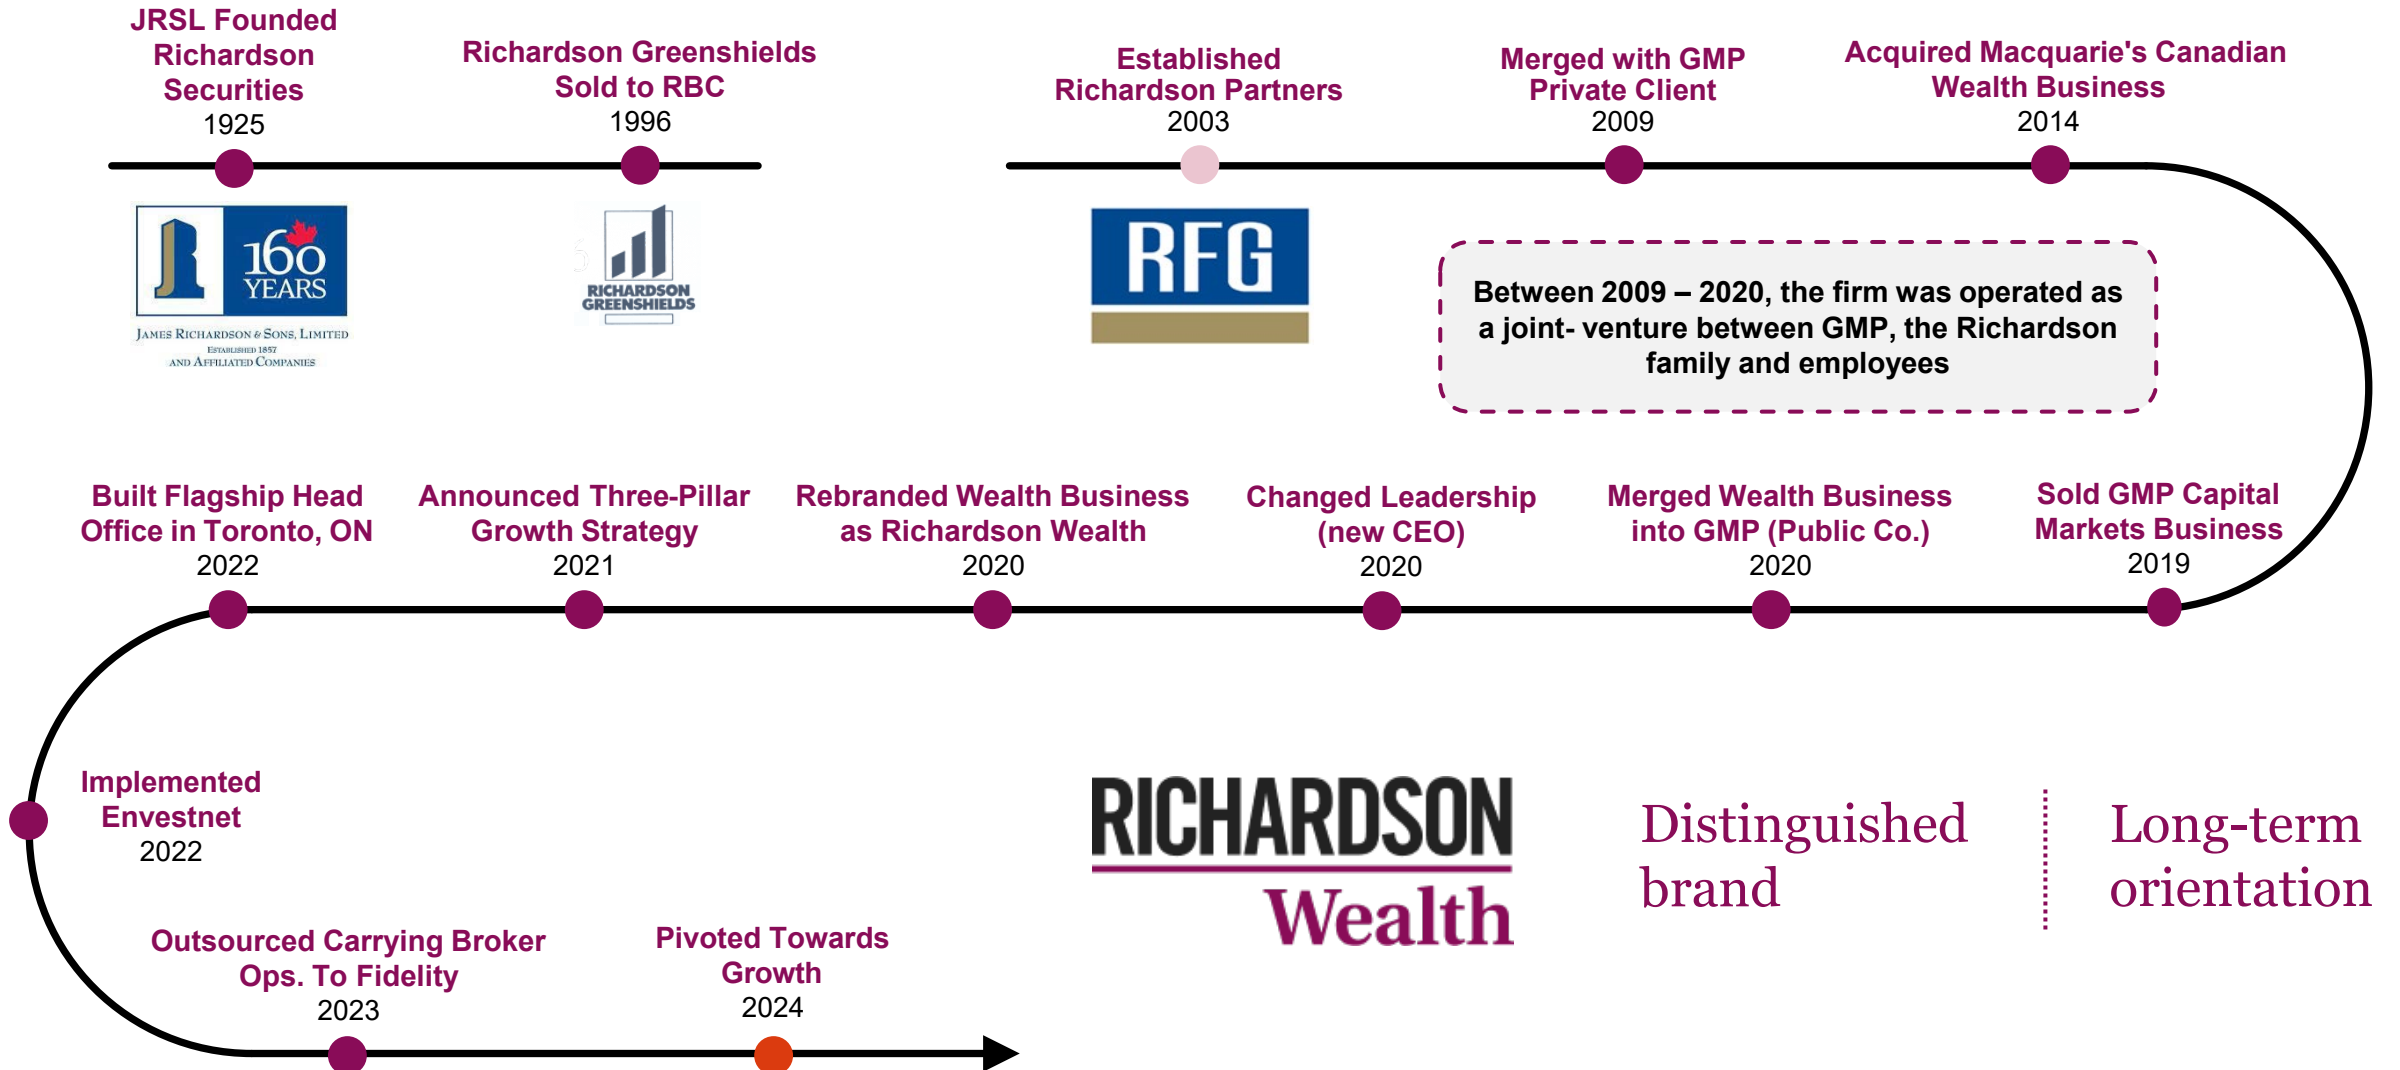 JRSL Founded
Richardson
Securities
1925
Richardson Greenshields
Sold to RBC
1996
Established
Richardson Partners
2003
Merged with GMP
Private Client
2009
Acquired Macquarie's Canadian
Wealth Business
2014
160
YEARS
JAMES RICHARDSON & SONS, LIMITED
ESTABLISHED 1857
AND AFFILIATED COMPANIES
RICHARDSON
GREENSHIELDS
RFG
Between 2009 – 2020, the firm was operated as
a joint- venture between GMP, the Richardson
family and employees
Built Flagship Head
Office in Toronto, ON
2022
Announced Three-Pillar
Growth Strategy
2021
Rebranded Wealth Business
as Richardson Wealth
2020
Changed Leadership
(new CEO)
2020
Merged Wealth Business
into GMP (Public Co.)
2020
Sold GMP Capital
Markets Business
2019
Implemented
Envestnet
2022
Outsourced Carrying Broker
Ops. To Fidelity
2023
Pivoted Towards
Growth
2024
RICHARDSON
Wealth
Distinguished
brand
Long-term
orientation